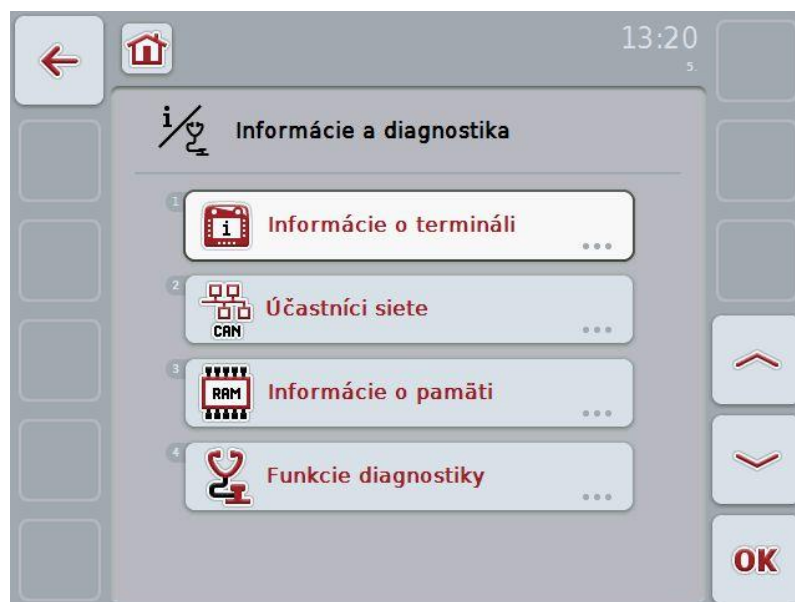 13:20
5.
i
Informácie a diagnostika
1
i
Informácie o termináli
2
CAN
Účastníci siete
3
RAM
Informácie o pamäti
4
Funkcie diagnostiky
OK